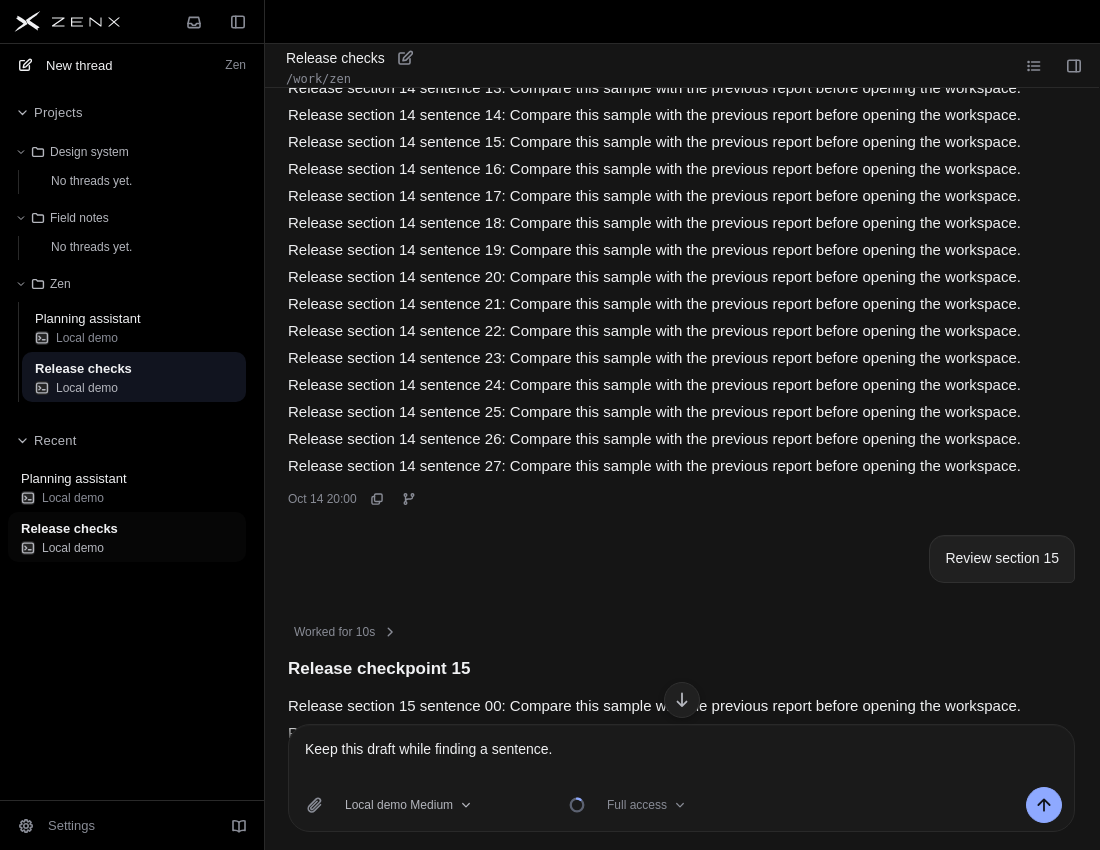 ZENX
New thread
Zen
Projects
Design system
No threads yet.
Field notes
No threads yet.
Zen
Planning assistant
Local demo
Release checks
Local demo
Recent
Planning assistant
Local demo
Release checks
Local demo
Settings
Release checks
/work/zen
Release section 14 sentence 13: Compare this sample with the previous report before opening the workspace.
Release section 14 sentence 14: Compare this sample with the previous report before opening the workspace.
Release section 14 sentence 15: Compare this sample with the previous report before opening the workspace.
Release section 14 sentence 16: Compare this sample with the previous report before opening the workspace.
Release section 14 sentence 17: Compare this sample with the previous report before opening the workspace.
Release section 14 sentence 18: Compare this sample with the previous report before opening the workspace.
Release section 14 sentence 19: Compare this sample with the previous report before opening the workspace.
Release section 14 sentence 20: Compare this sample with the previous report before opening the workspace.
Release section 14 sentence 21: Compare this sample with the previous report before opening the workspace.
Release section 14 sentence 22: Compare this sample with the previous report before opening the workspace.
Release section 14 sentence 23: Compare this sample with the previous report before opening the workspace.
Release section 14 sentence 24: Compare this sample with the previous report before opening the workspace.
Release section 14 sentence 25: Compare this sample with the previous report before opening the workspace.
Release section 14 sentence 26: Compare this sample with the previous report before opening the workspace.
Release section 14 sentence 27: Compare this sample with the previous report before opening the workspace.
Oct 14 20:00
Review section 15
Worked for 10s
Release checkpoint 15
Release section 15 sentence 00: Compare this sample previous report before opening the workspace.
Keep this draft while finding a sentence.
Local demo Medium
Full access